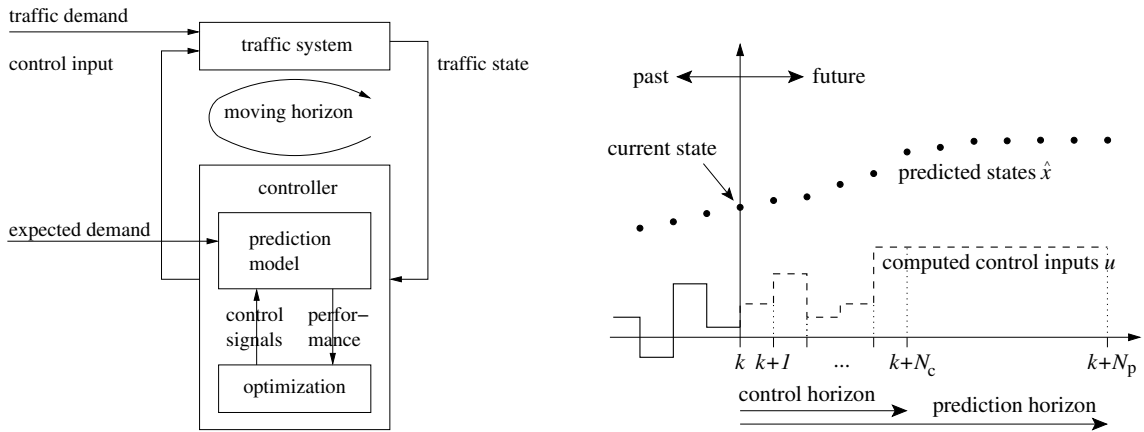 traffic demand
traffic system
control input
traffic state
moving horizon
controller
expected demand
prediction
model
control
signals
perfor−
mance
optimization
past
future
current state
predicted states x̂
computed control inputs u
k
k+1
...
k+Nc
k+Np
control horizon
prediction horizon